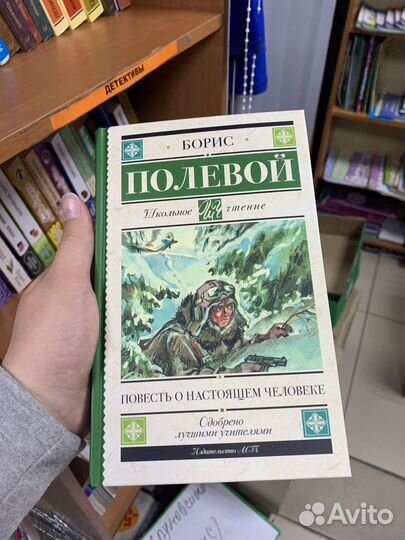 ДЕТЕКТИВЫ
БОРИС
ПОЛЕВОЙ
Школьное чтение
ПОВЕСТЬ О НАСТОЯЩЕМ ЧЕЛОВЕКЕ
Одобрено
лучшими учителями
Издательство АСТ
Avito